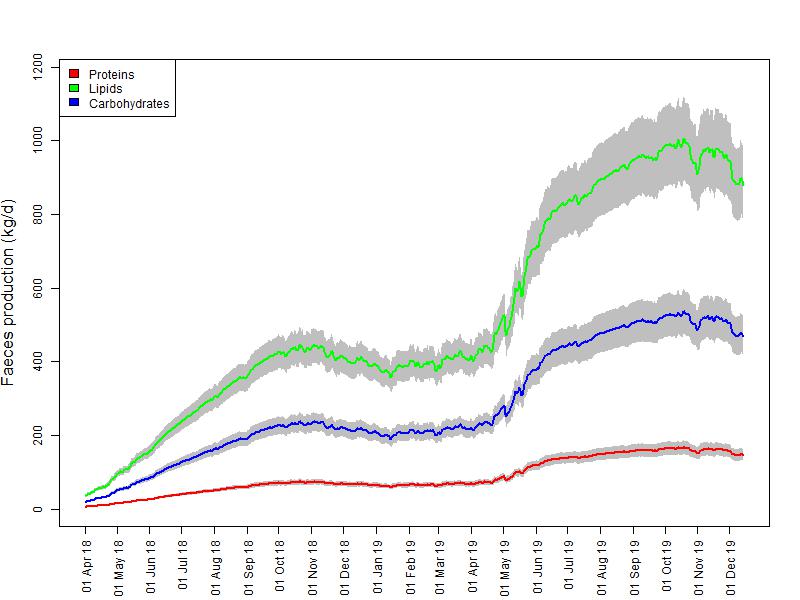 Proteins
Lipids
Carbohydrates
Faeces production (kg/d)
1200
1000
800
600
400
200
0
01 Apr 18
01 May 18
01 Jun 18
01 Jul 18
01 Aug 18
01 Sep 18
01 Oct 18
01 Nov 18
01 Dec 18
01 Jan 19
01 Feb 19
01 Mar 19
01 Apr 19
01 May 19
01 Jun 19
01 Jul 19
01 Aug 19
01 Sep 19
01 Oct 19
01 Nov 19
01 Dec 19